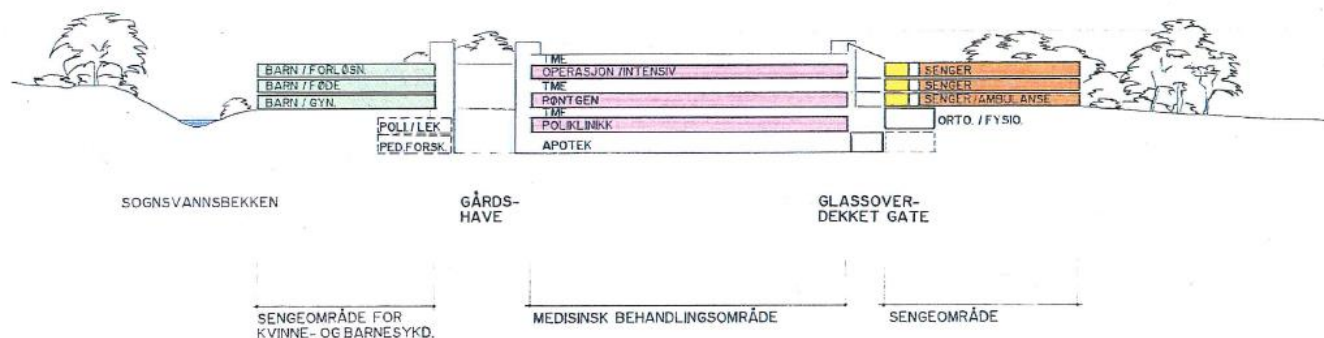 BARN / FORLØSN.
BARN / FØDE
BARN / GYN.
POLI / LEK
PED. FORSK.
TME
OPERASJON / INTENSIV
TME
RØNTGEN
TME
POLIKLINIKK
APOTEK
SENGER
SENGER
SENGER / AMBULANSE
ORTO. / FYSIO.
SOGNSVANNSBEKKEN
GÅRDS-
HAVE
GLASSOVER-
DEKKET GATE
SENGEOMRÅDE FOR
KVINNE- OG BARNESYKD.
MEDISINSK BEHANDLINGSOMRÅDE
SENGEOMRÅDE